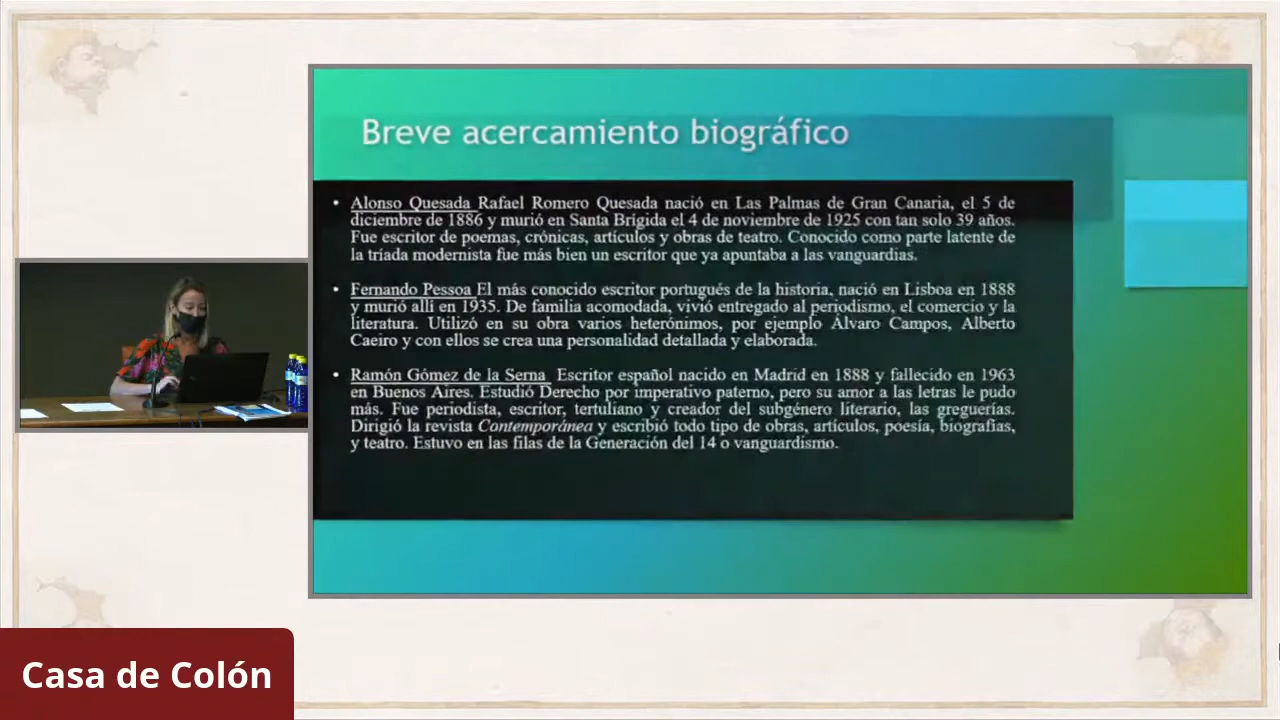 Breve acercamiento biográfico
• Alonso Quesada Rafael Romero Quesada nació en Las Palmas de Gran Canaria, el 5 de
diciembre de 1886 y murió en Santa Brígida el 4 de noviembre de 1925 con tan solo 39 años.
Fue escritor de poemas, crónicas, artículos y obras de teatro. Conocido como parte latente de
la tríada modernista fue más bien un escritor que ya apuntaba a las vanguardias.
• Fernando Pessoa El más conocido escritor portugués de la historia, nació en Lisboa en 1888
y murió allí en 1935. De familia acomodada, vivió entregado al periodismo, el comercio y la
literatura. Utilizó en su obra varios heterónimos, por ejemplo Álvaro Campos, Alberto
Caeiro y con ellos se crea una personalidad detallada y elaborada.
• Ramón Gómez de la Serna Escritor español nacido en Madrid en 1888 y fallecido en 1963
en Buenos Aires. Estudió Derecho por imperativo paterno, pero su amor a las letras le pudo
más. Fue periodista, escritor, tertuliano y creador del subgénero literario, las greguerías.
Dirigió la revista Contemporánea y escribió todo tipo de obras, artículos, poesía, biografías,
y teatro. Estuvo en las filas de la Generación del 14 o vanguardismo.
Casa de Colón